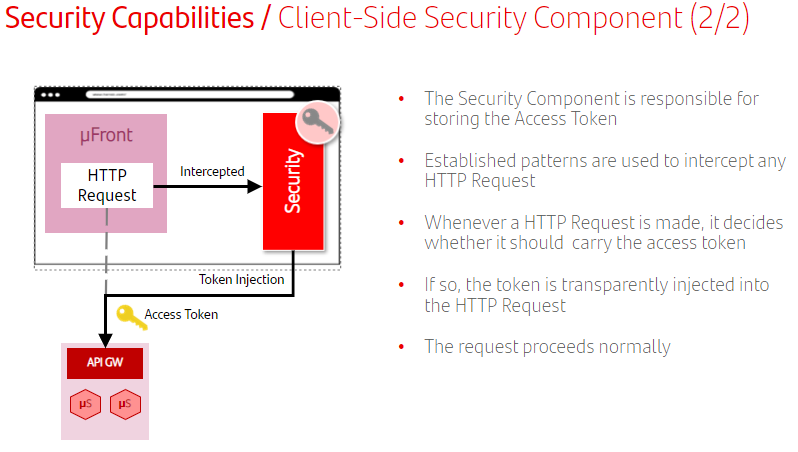 Security Capabilities / Client-Side Security Component (2/2)
µFront
HTTP
Request
Intercepted
Security
Token Injection
Access Token
API GW
µS
µS
• The Security Component is responsible for
storing the Access Token
• Established patterns are used to intercept any
HTTP Request
• Whenever a HTTP Request is made, it decides
whether it should carry the access token
• If so, the token is transparently injected into
the HTTP Request
• The request proceeds normally